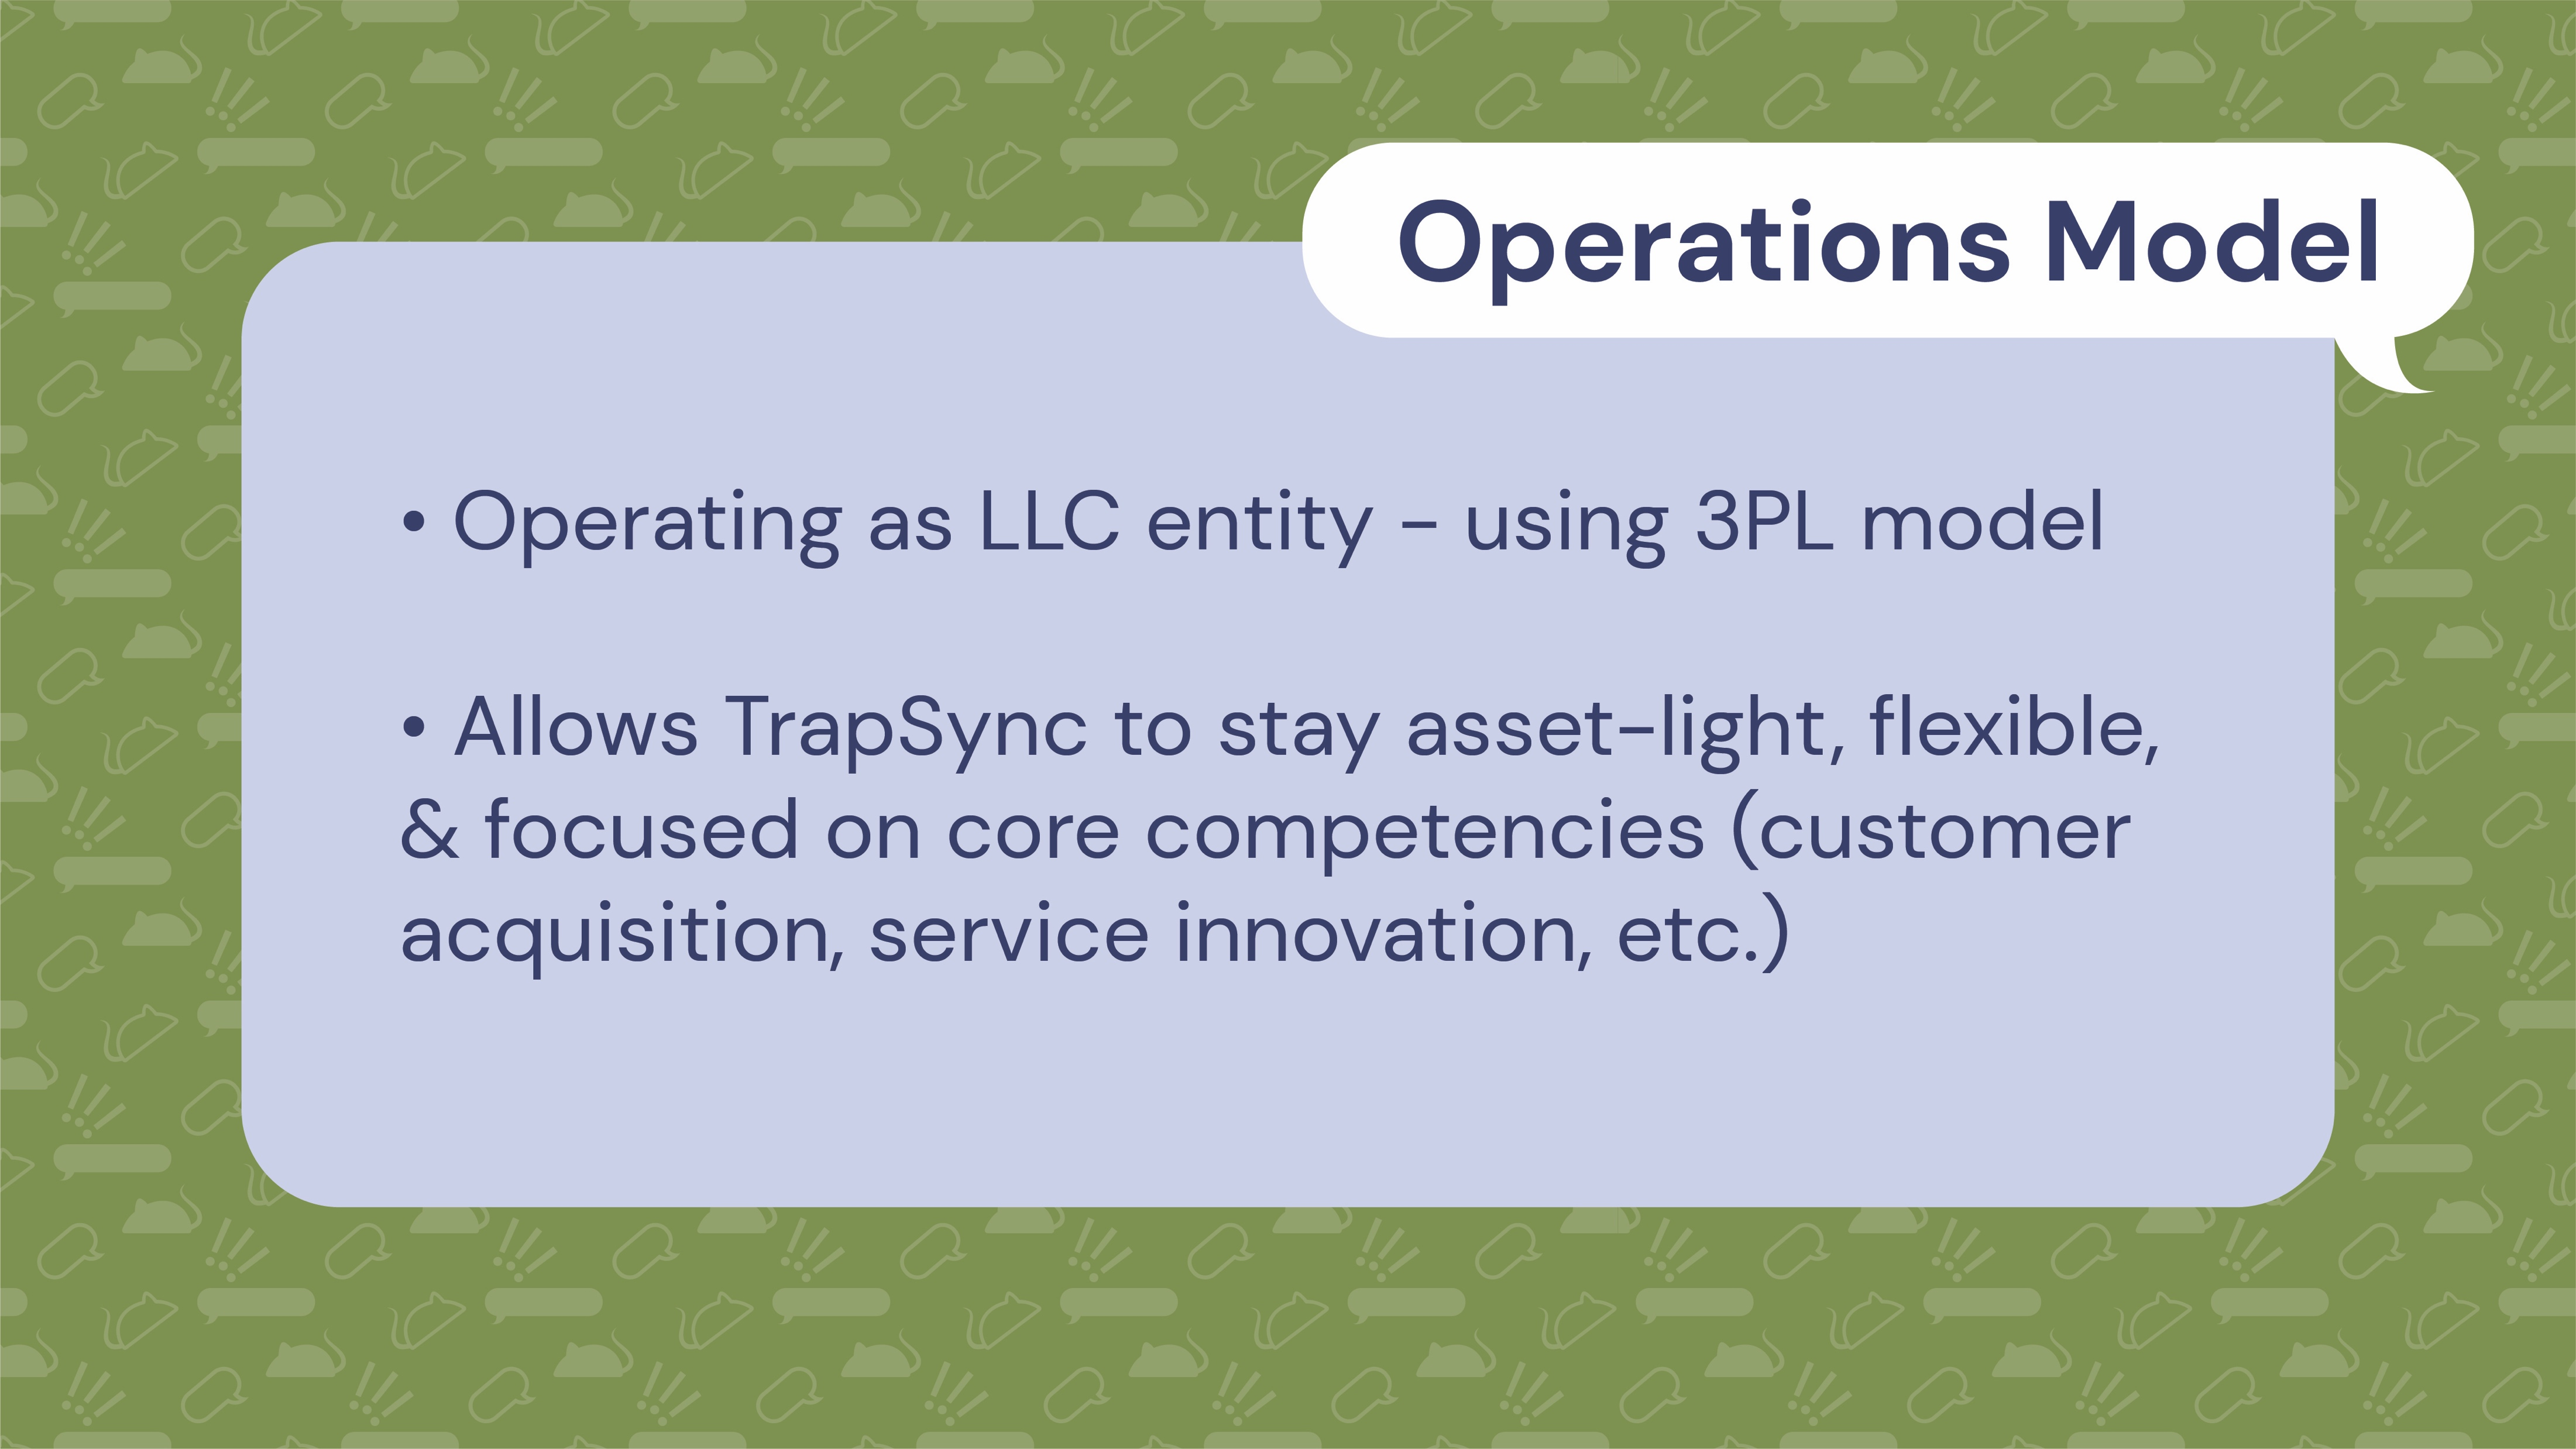 Operations Model
• Operating as LLC entity - using 3PL model
• Allows TrapSync to stay asset-light, flexible,
& focused on core competencies (customer
acquisition, service innovation, etc.)